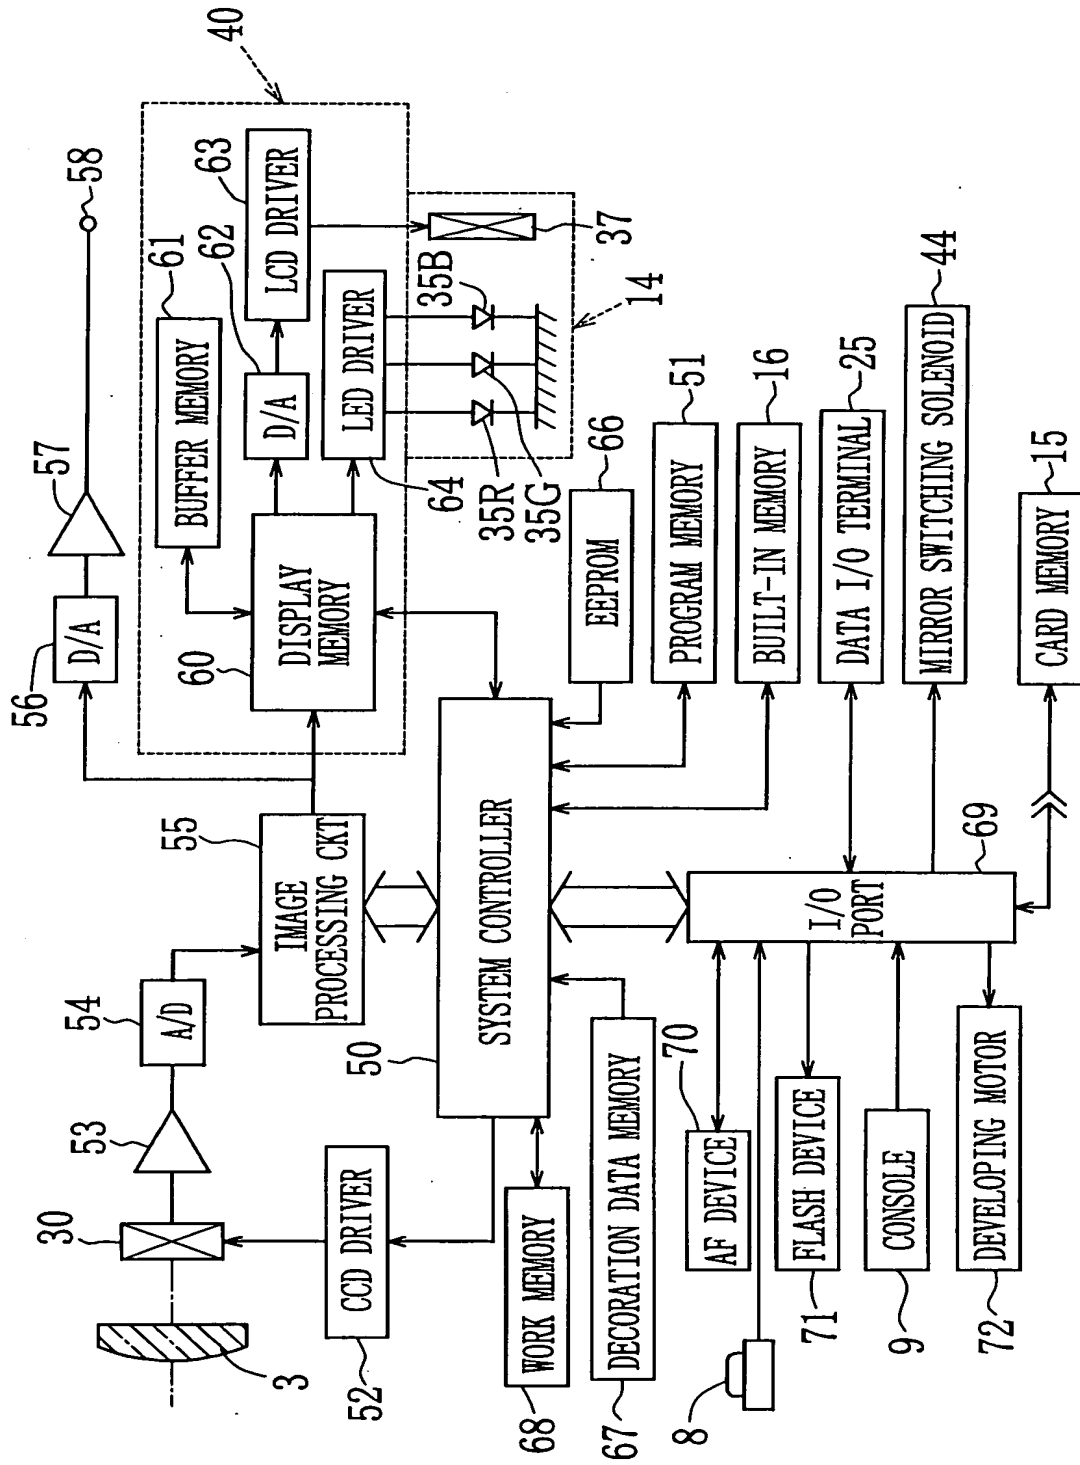 3
30
53
54
A/D
55
IMAGE
PROCESSING CKT
56
D/A
57
58
40
61
BUFFER MEMORY
60
DISPLAY
MEMORY
62
D/A
63
LCD DRIVER
64
LED DRIVER
35R
35G
35B
37
14
52
CCD DRIVER
50
SYSTEM CONTROLLER
68
WORK MEMORY
67
DECORATION DATA MEMORY
66
EEPROM
51
PROGRAM MEMORY
16
BUILT-IN MEMORY
25
DATA I/O TERMINAL
44
MIRROR SWITCHING SOLENOID
15
CARD MEMORY
69
I/O
PORT
70
AF DEVICE
8
71
FLASH DEVICE
9
CONSOLE
72
DEVELOPING MOTOR